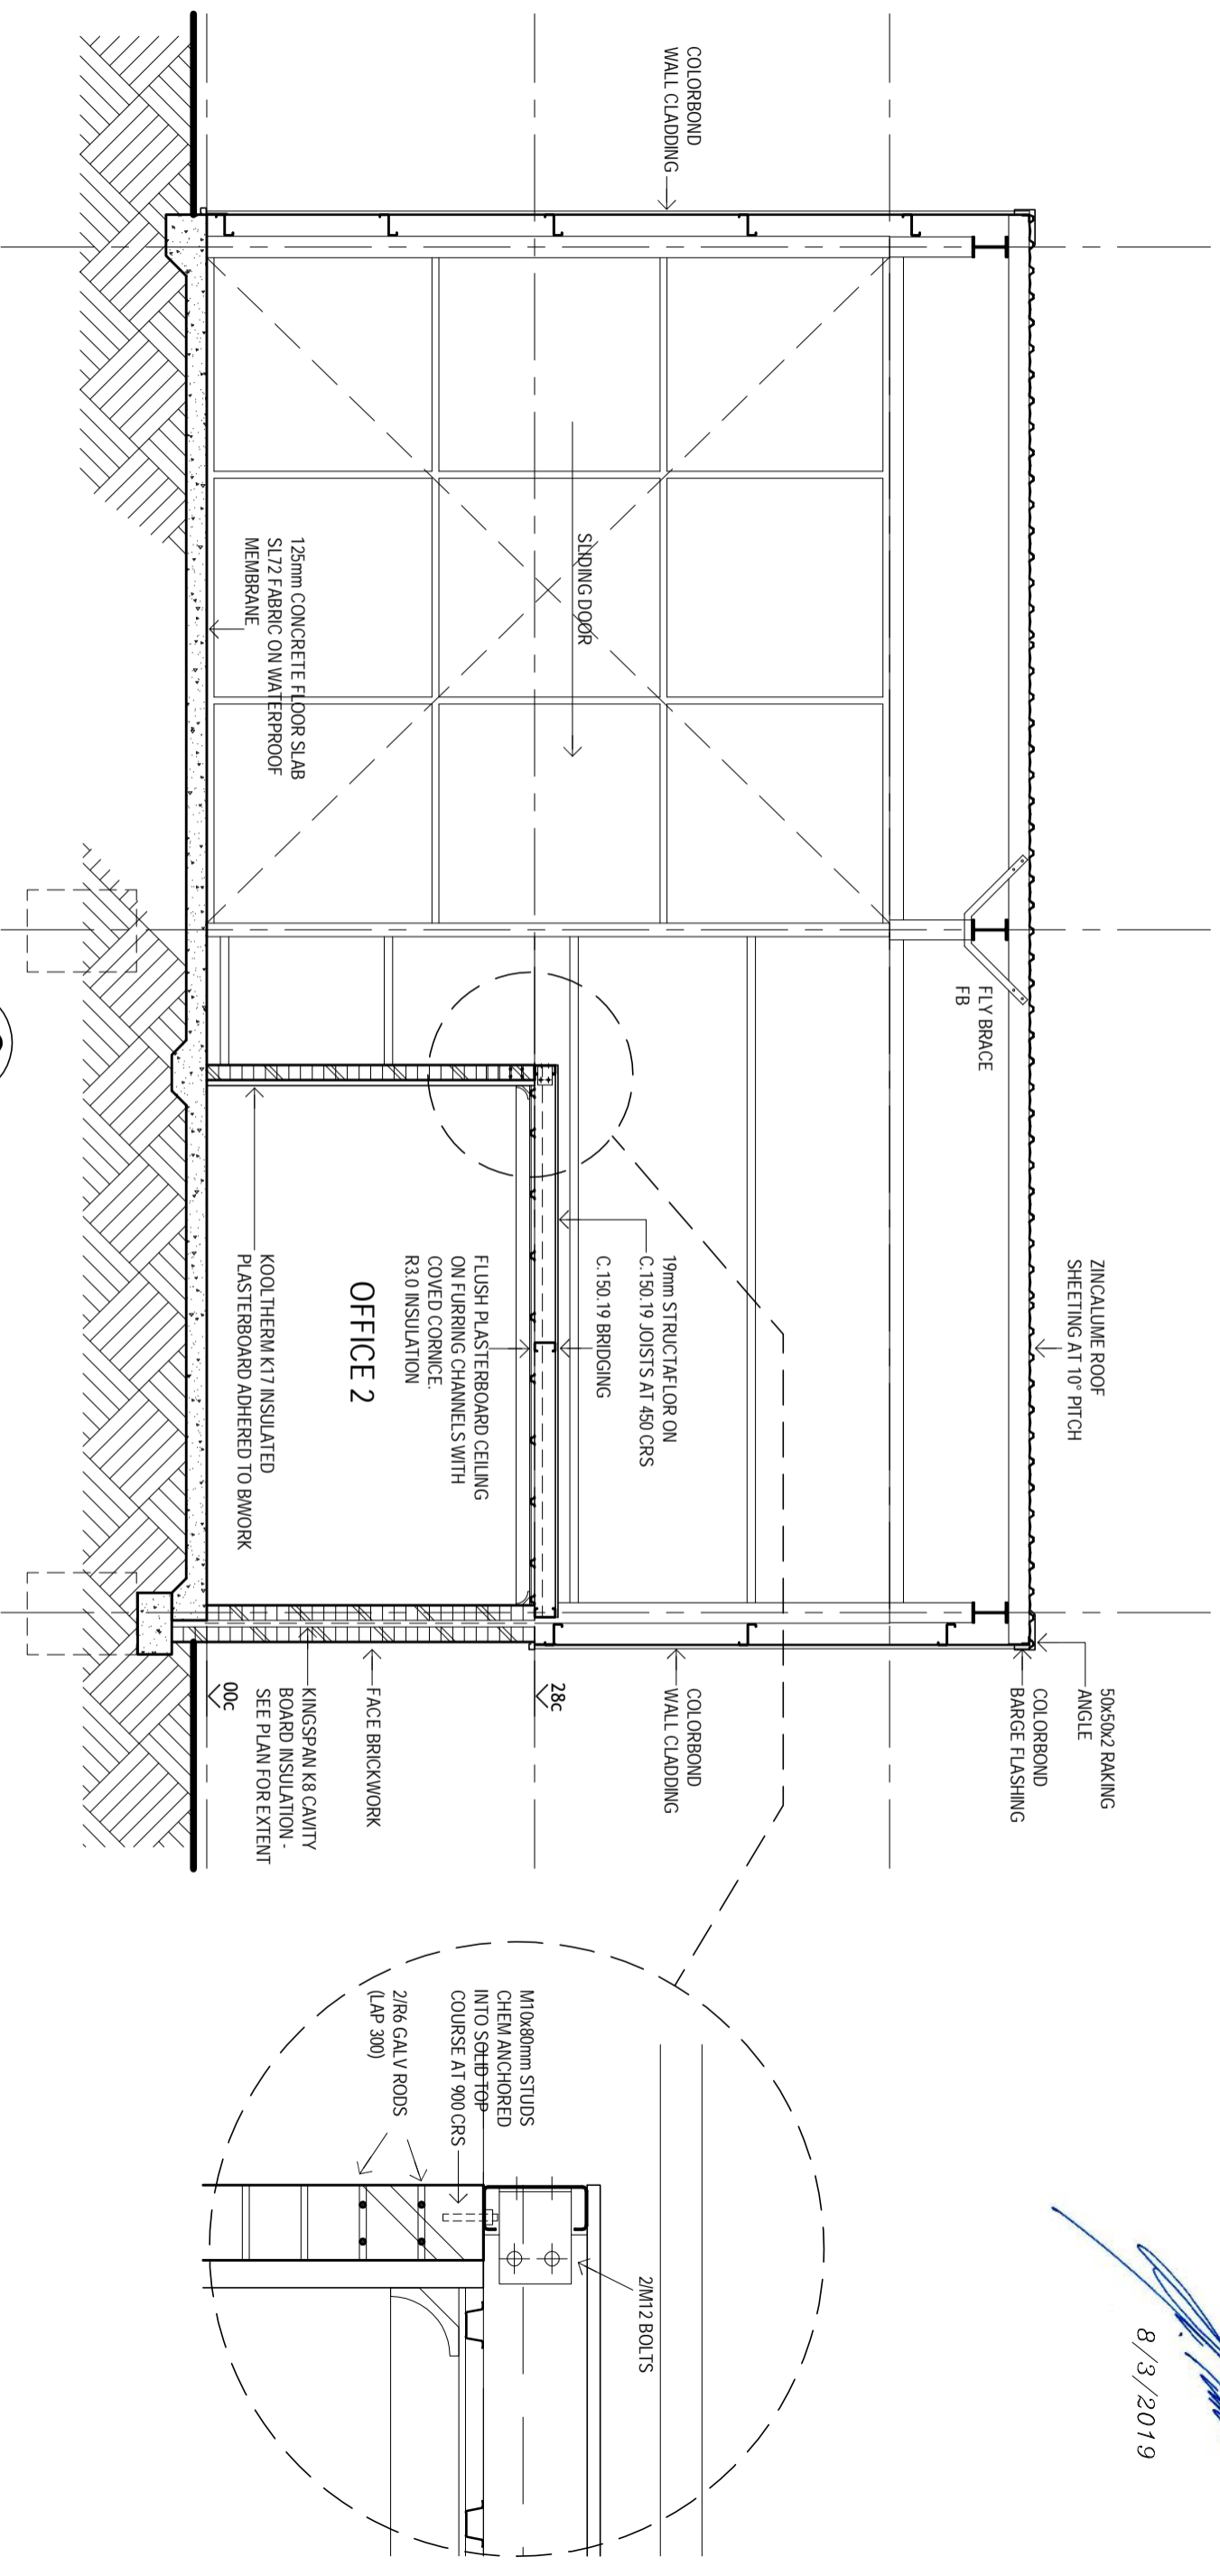 COLORBOND
WALL CLADDING
ZINCALUME ROOF
SHEETING AT 10° PITCH
50x50x2 RAKING
ANGLE
COLORBOND
BARGE FLASHING
FLY BRACE
FB
COLORBOND
WALL CLADDING
SLIDING DOOR
19mm STRUCTAFLOR ON
C.150.19 JOISTS AT 450 CRS
C.150.19 BRIDGING
28c
FLUSH PLASTERBOARD CEILING
ON FURRING CHANNELS WITH
COVED CORNICE.
R3.0 INSULATION
OFFICE 2
FACE BRICKWORK
125mm CONCRETE FLOOR SLAB
SL72 FABRIC ON WATERPROOF
MEMBRANE
KOOLTHERM K17 INSULATED
PLASTERBOARD ADHERED TO B/WORK
KINGSPAN K8 CAVITY
BOARD INSULATION -
SEE PLAN FOR EXTENT
00c
8/3/2019
2/M12 BOLTS
M10x80mm STUDS
CHEM ANCHORED
INTO SOLID TOP
COURSE AT 900 CRS
2/R6 GALV RODS
(LAP 300)